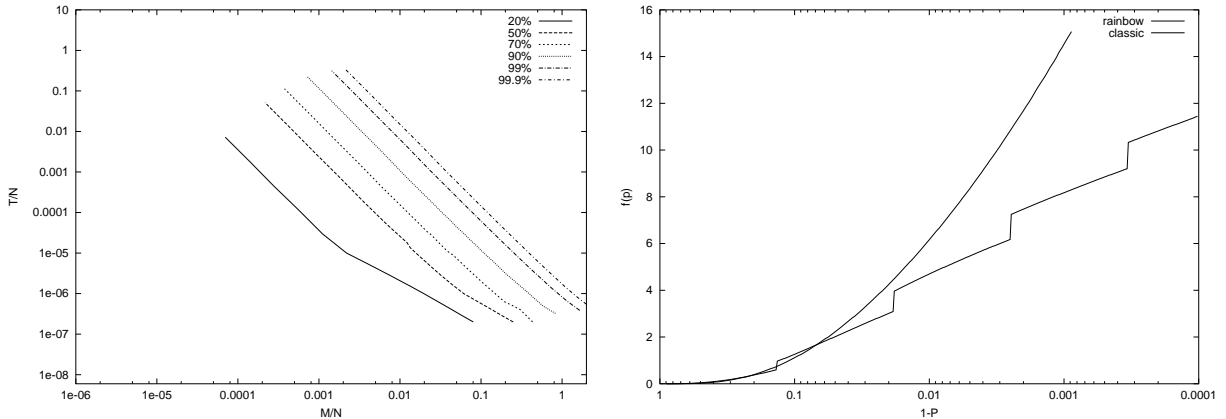 10
1
0.1
0.01
0.001
0.0001
1e-05
1e-06
1e-07
1e-08
T/N
1e-06 1e-05 0.0001 0.001 0.01 0.1 1
M/N
20%
50%
70%
90%
99%
99.9%
16
14
12
10
8
6
4
2
0
f(p)
1 0.1 0.01 0.001 0.0001
1-P
rainbow
classic